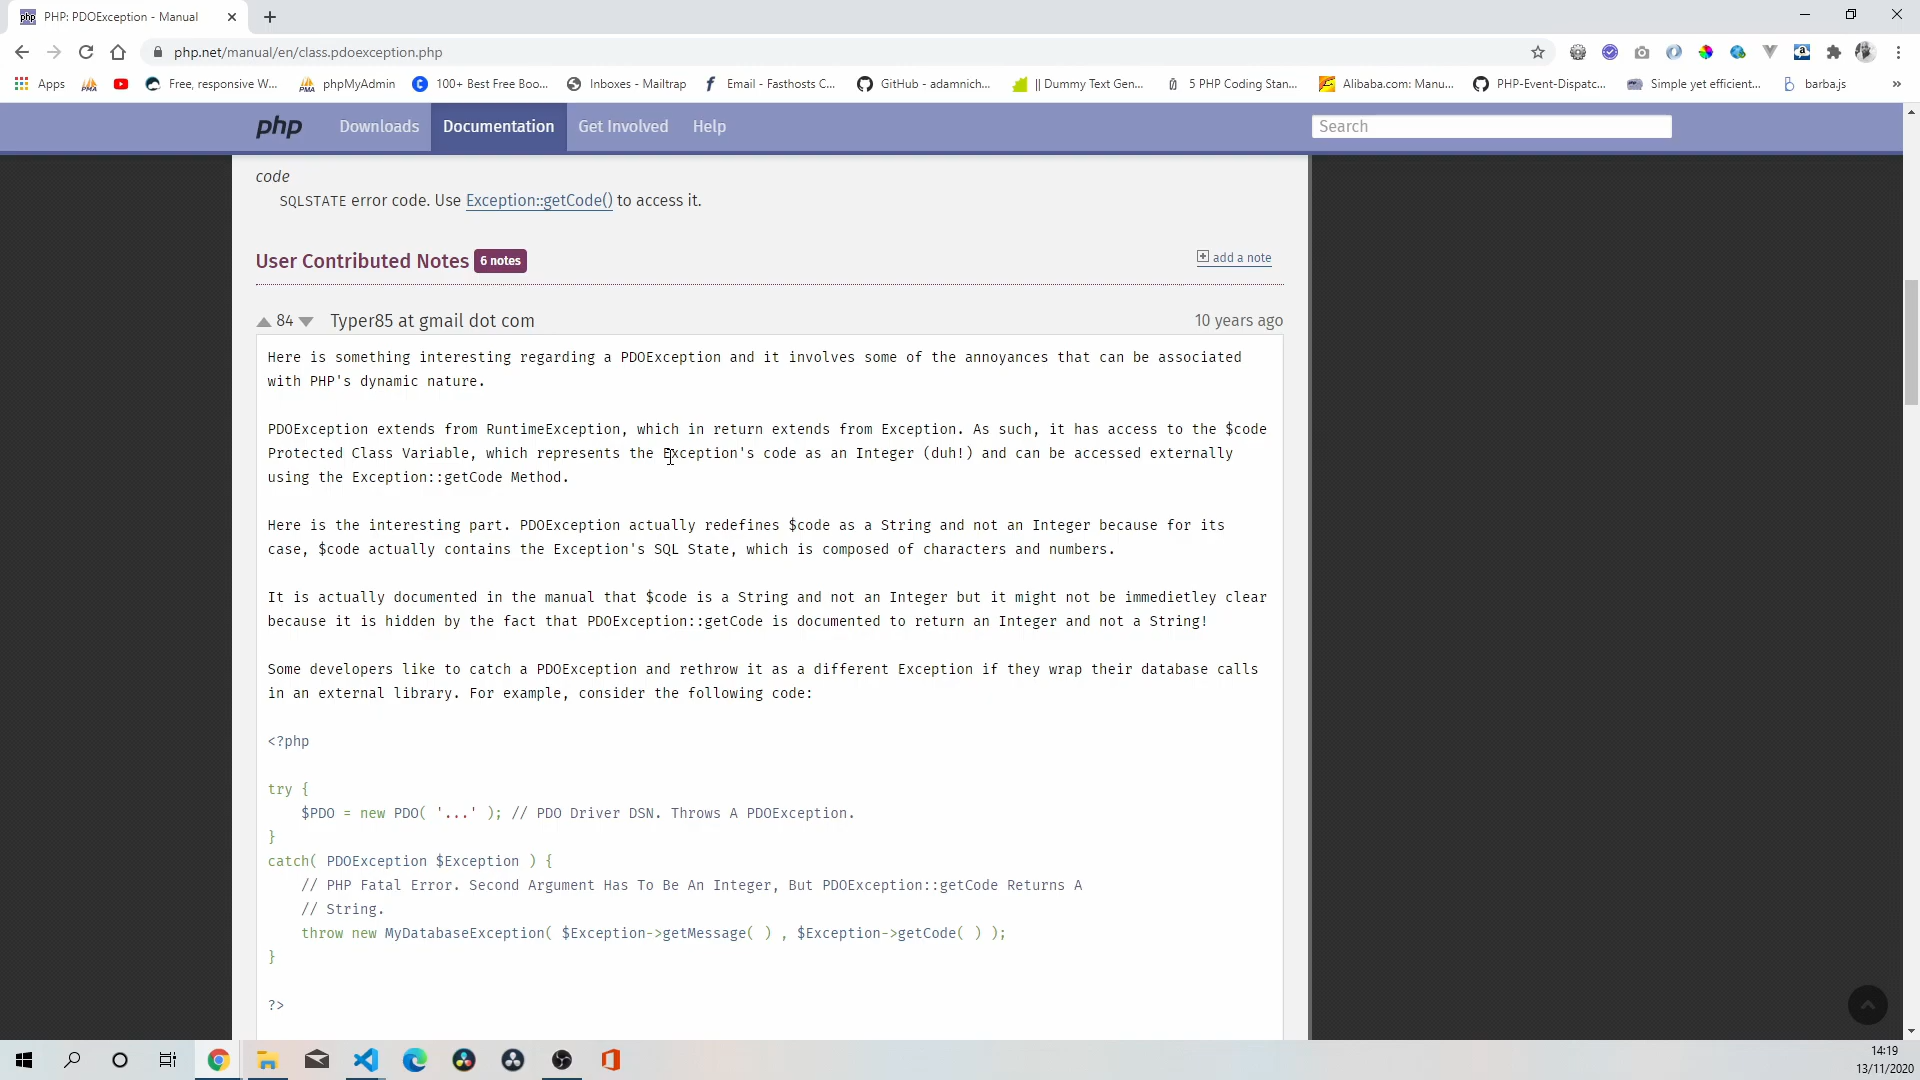 PHP: PDOException - Manual
php.net/manual/en/class.pdoexception.php
Apps
PMA
Free, responsive W...
PMA
phpMyAdmin
100+ Best Free Boo...
Inboxes - Mailtrap
Email - Fasthosts C...
GitHub - adamnich...
|| Dummy Text Gen...
5 PHP Coding Stan...
Alibaba.com: Manu...
PHP-Event-Dispatc...
Simple yet efficient...
barba.js
»
php
Downloads
Documentation
Get Involved
Help
Search
code
SQLSTATE error code. Use Exception::getCode() to access it.
User Contributed Notes 6 notes
add a note
84 Typer85 at gmail dot com
10 years ago
Here is something interesting regarding a PDOException and it involves some of the annoyances that can be associated
with PHP's dynamic nature.
PDOException extends from RuntimeException, which in return extends from Exception. As such, it has access to the $code
Protected Class Variable, which represents the Exception's code as an Integer (duh!) and can be accessed externally
using the Exception::getCode Method.
Here is the interesting part. PDOException actually redefines $code as a String and not an Integer because for its
case, $code actually contains the Exception's SQL State, which is composed of characters and numbers.
It is actually documented in the manual that $code is a String and not an Integer but it might not be immedietley clear
because it is hidden by the fact that PDOException::getCode is documented to return an Integer and not a String!
Some developers like to catch a PDOException and rethrow it as a different Exception if they wrap their database calls
in an external library. For example, consider the following code:
<?php
try {
$PDO = new PDO( '...' ); // PDO Driver DSN. Throws A PDOException.
}
catch( PDOException $Exception ) {
// PHP Fatal Error. Second Argument Has To Be An Integer, But PDOException::getCode Returns A
// String.
throw new MyDatabaseException( $Exception->getMessage( ) , $Exception->getCode( ) );
}
?>
14:19
13/11/2020